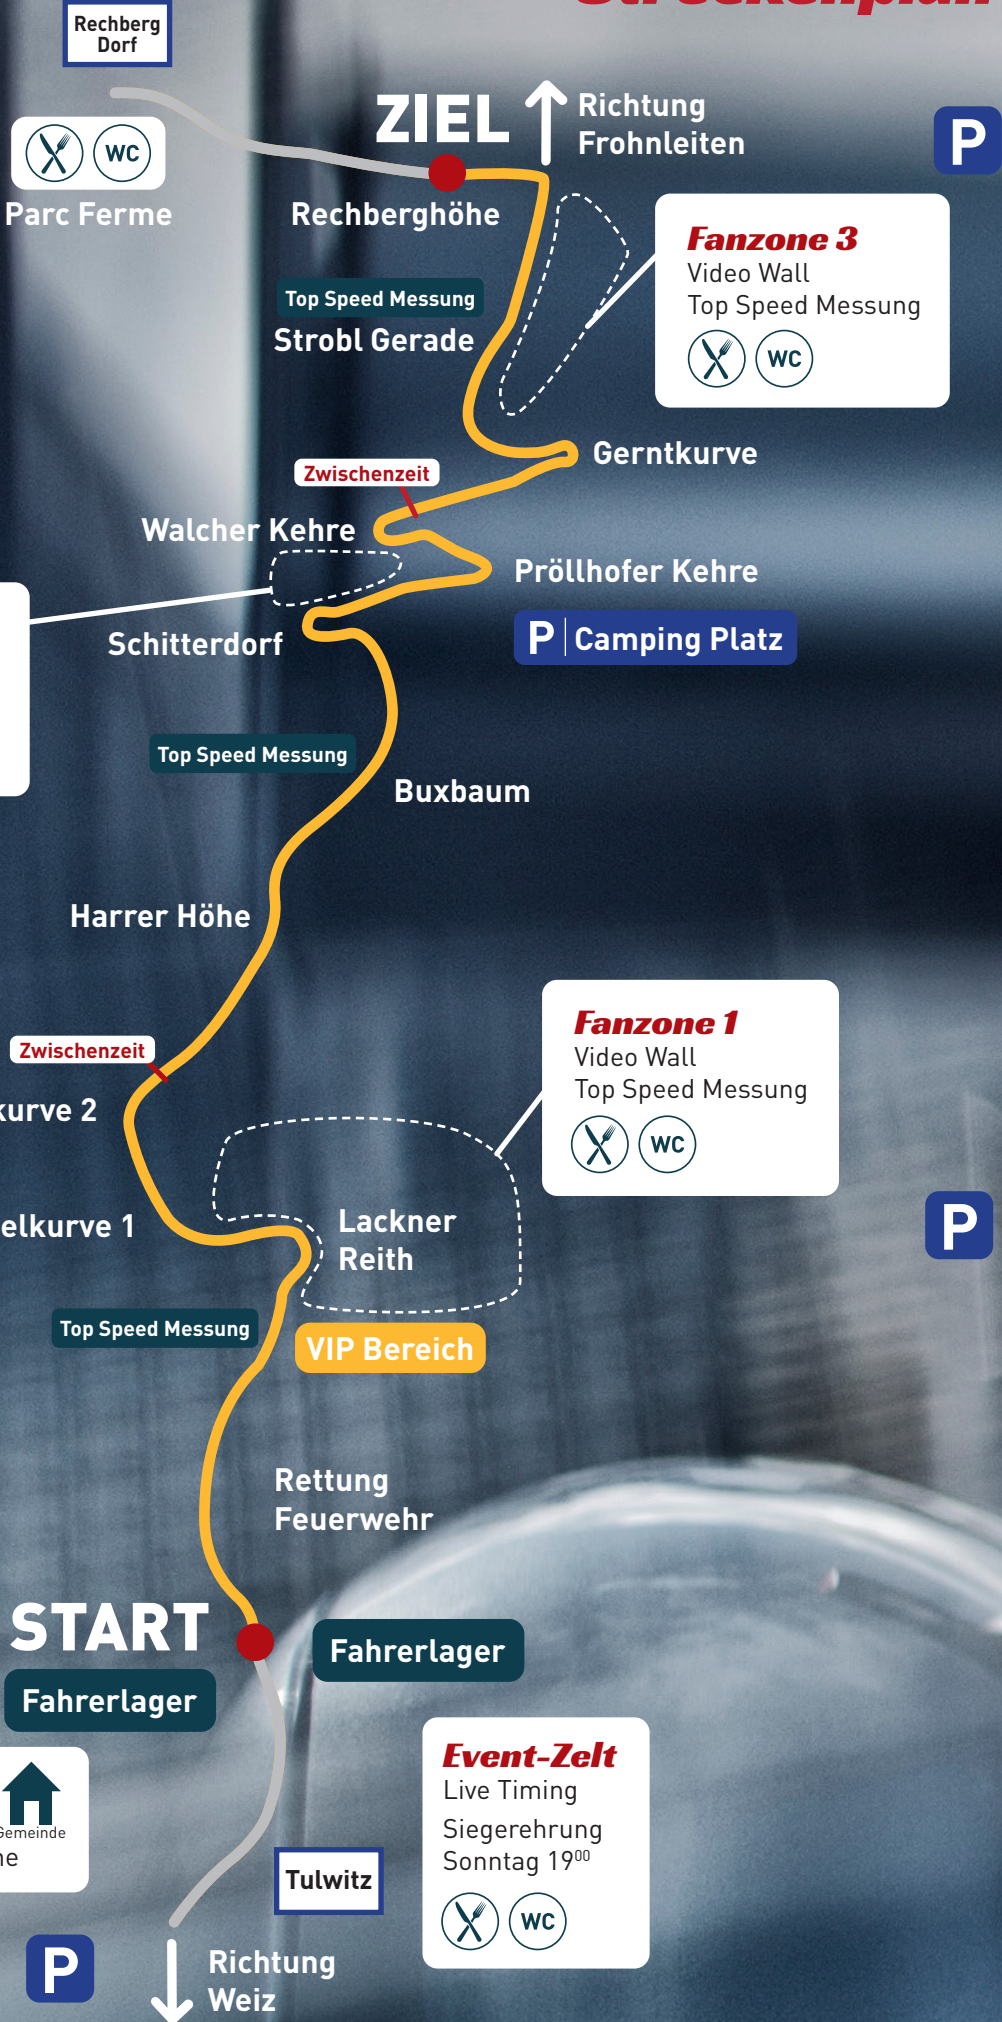 Streckenplan
Rechberg
Dorf
ZIEL
Richtung
Frohnleiten
P
WC
Parc Ferme
Rechberghöhe
Fanzone 3
Video Wall
Top Speed Messung
WC
Top Speed Messung
Strobl Gerade
Gerntkurve
Zwischenzeit
Walcher Kehre
Pröllhofer Kehre
P Camping Platz
Schitterdorf
Top Speed Messung
Buxbaum
Harrer Höhe
Fanzone 1
Video Wall
Top Speed Messung
WC
Zwischenzeit
kurve 2
elkurve 1
Lackner
Reith
P
Top Speed Messung
VIP Bereich
Rettung
Feuerwehr
START
Fahrerlager
Fahrerlager
Event-Zelt
Live Timing
Siegerehrung
Sonntag 19⁰⁰
WC
Gemeinde
ne
Tulwitz
P
Richtung
Weiz